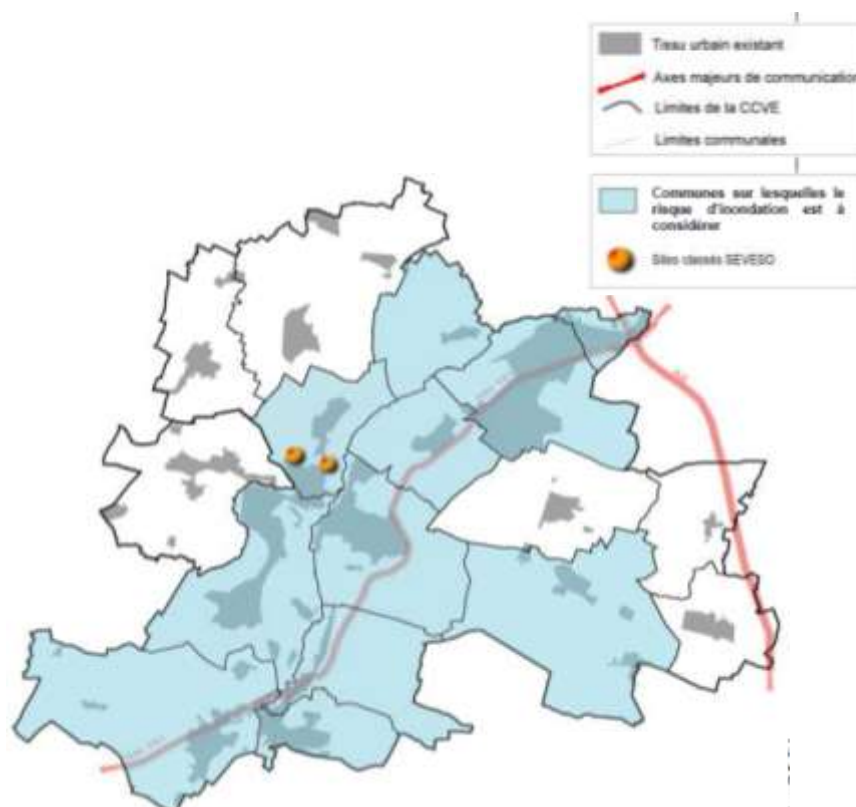 Tissu urbain existant
Axes majeurs de communication
Limites de la CCVE
Limites communales
Communes sur lesquelles le
risque d'inondation est à
considérer
Sites classés SEVESO